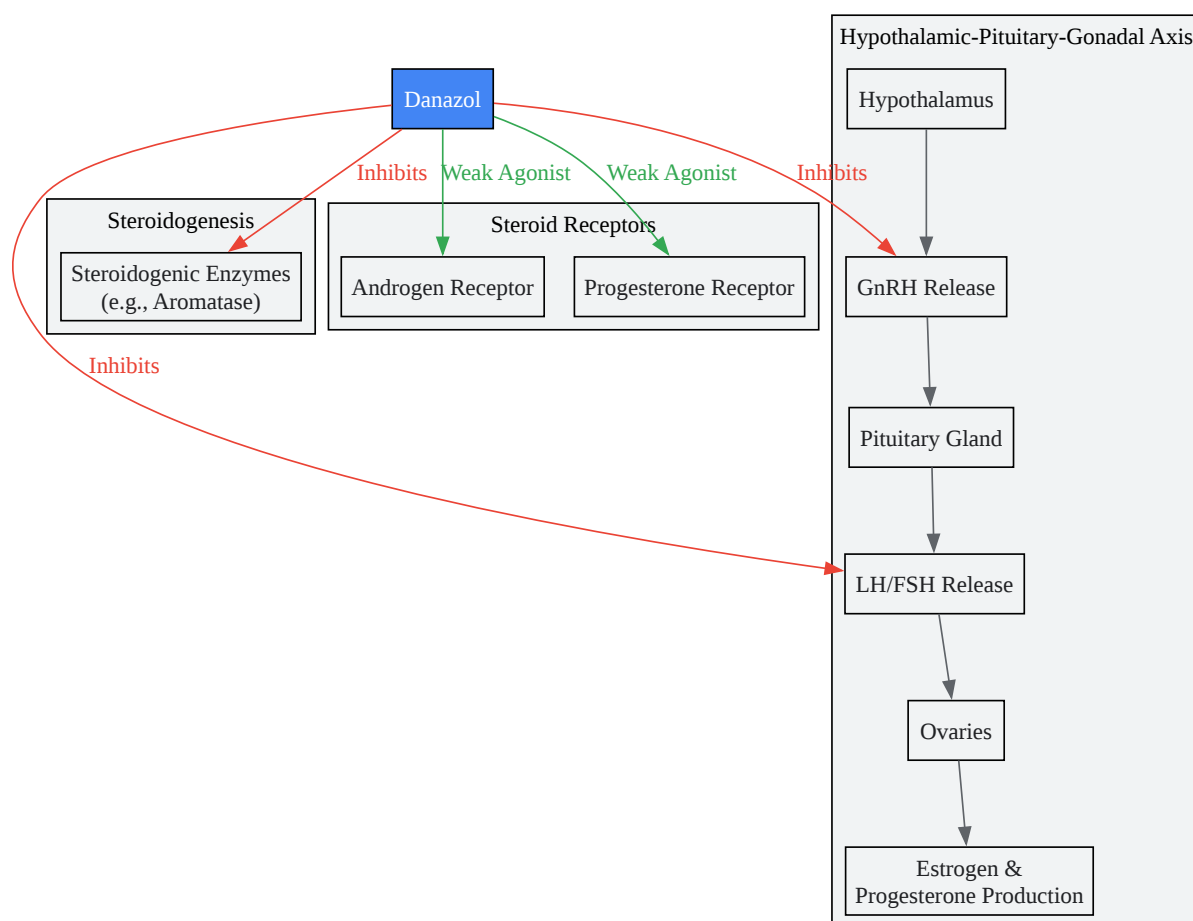 Hypothalamic-Pituitary-Gonadal Axis
Danazol
Hypothalamus
Inhibits
Weak Agonist
Weak Agonist
Inhibits
Steroidogenesis
Steroid Receptors
Steroidogenic Enzymes
(e.g., Aromatase)
Androgen Receptor
Progesterone Receptor
GnRH Release
Inhibits
Pituitary Gland
LH/FSH Release
Ovaries
Estrogen &
Progesterone Production